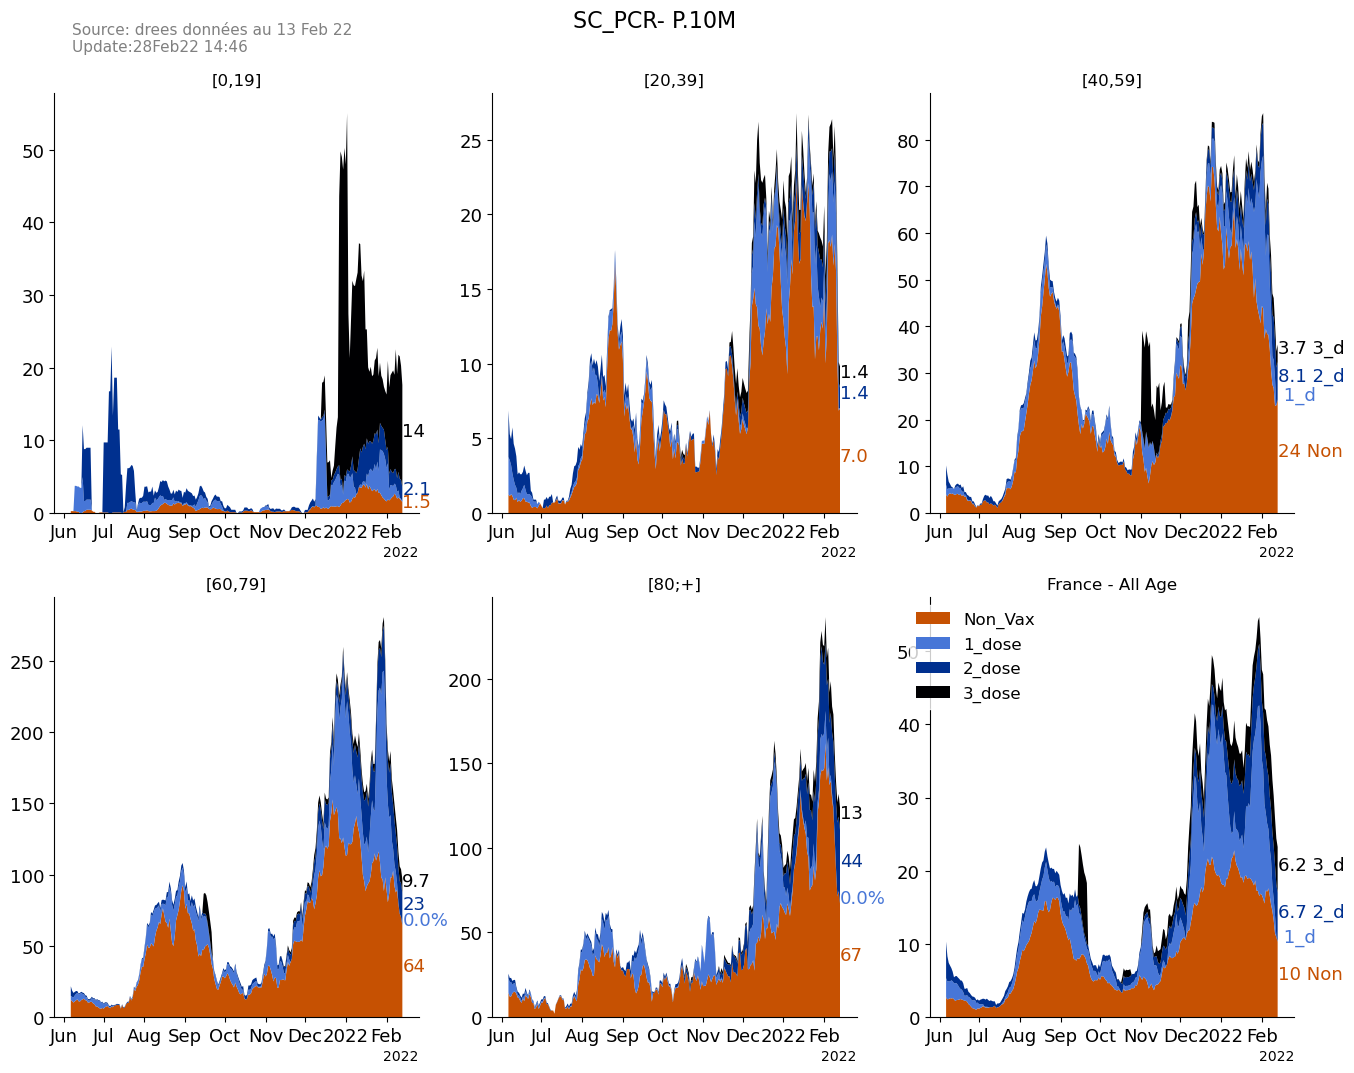 SC_PCR- P.10M
Source: drees données au 13 Feb 22
Update:28Feb22 14:46
[0,19]
50
40
30
20
10
0
14
2.1
1.5
Jun Jul Aug Sep Oct Nov Dec 2022 Feb
2022
[20,39]
25
20
15
10
5
0
1.4
1.4
7.0
Jun Jul Aug Sep Oct Nov Dec 2022 Feb
2022
[40,59]
80
70
60
50
40
30
20
10
0
3.7 3_d
8.1 2_d
1_d
24 Non
Jun Jul Aug Sep Oct Nov Dec 2022 Feb
2022
[60,79]
250
200
150
100
50
0
9.7
23
0.0%
64
Jun Jul Aug Sep Oct Nov Dec 2022 Feb
2022
[80;+]
200
150
100
50
0
13
44
0.0%
67
Jun Jul Aug Sep Oct Nov Dec 2022 Feb
2022
France - All Age
Non_Vax
1_dose
2_dose
3_dose
50
40
30
20
10
0
6.2 3_d
6.7 2_d
1_d
10 Non
Jun Jul Aug Sep Oct Nov Dec 2022 Feb
2022